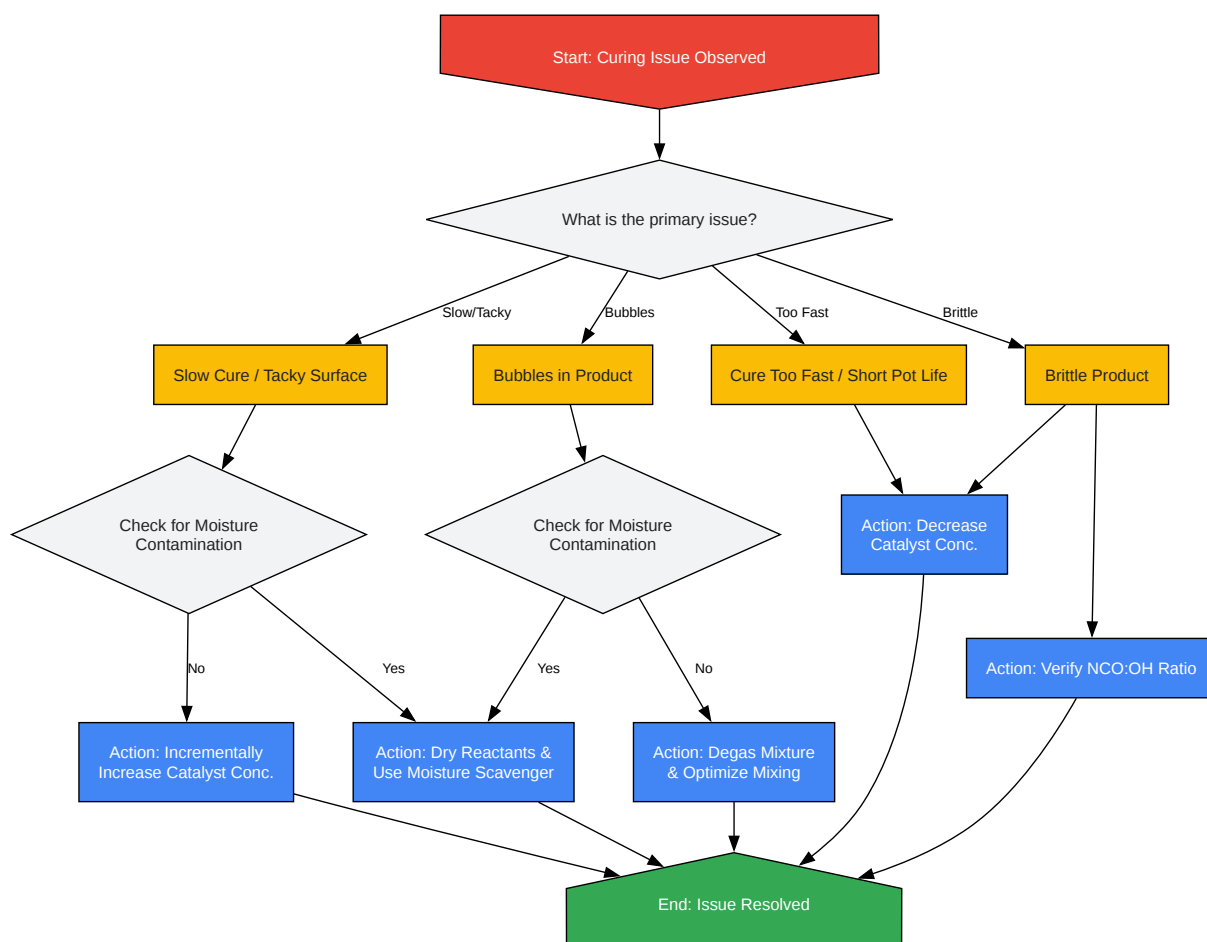 Start: Curing Issue Observed
What is the primary issue?
Slow/Tacky
Bubbles
Too Fast
Brittle
Slow Cure / Tacky Surface
Bubbles in Product
Cure Too Fast / Short Pot Life
Brittle Product
Check for Moisture
Contamination
Check for Moisture
Contamination
Action: Decrease
Catalyst Conc.
No
Yes
Yes
No
Action: Verify NCO:OH Ratio
Action: Incrementally
Increase Catalyst Conc.
Action: Dry Reactants &
Use Moisture Scavenger
Action: Degas Mixture
& Optimize Mixing
End: Issue Resolved